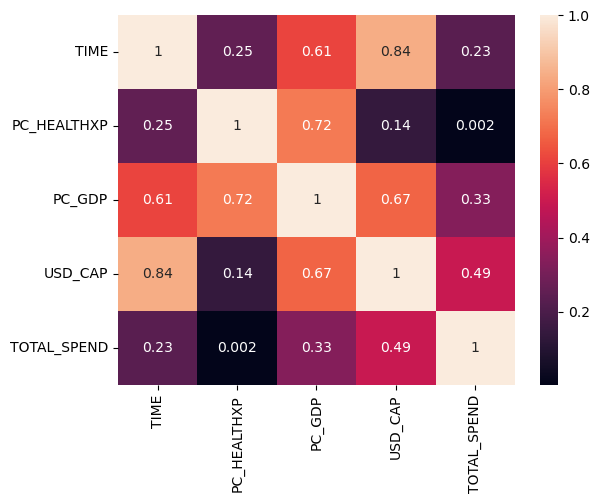 TIME 1 0.25 0.61 0.84 0.23
PC_HEALTHXP 0.25 1 0.72 0.14 0.002
PC_GDP 0.61 0.72 1 0.67 0.33
USD_CAP 0.84 0.14 0.67 1 0.49
TOTAL_SPEND 0.23 0.002 0.33 0.49 1
TIME
PC_HEALTHXP
PC_GDP
USD_CAP
TOTAL_SPEND
1.0
0.8
0.6
0.4
0.2